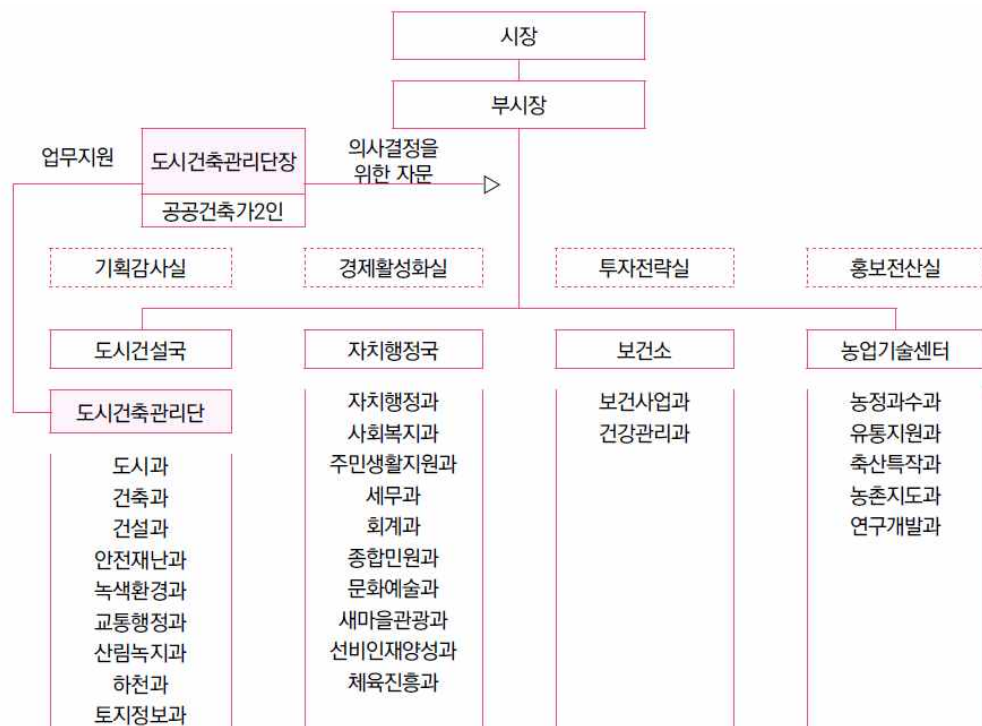 시장
부시장
업무지원
도시건축관리단장
의사결정을
위한 자문
공공건축가2인
기획감사실
경제활성화실
투자전략실
홍보전산실
도시건설국
자치행정국
보건소
농업기술센터
도시건축관리단
도시과
건축과
건설과
안전재난과
녹색환경과
교통행정과
산림녹지과
하천과
토지정보과
자치행정과
사회복지과
주민생활지원과
세무과
회계과
종합민원과
문화예술과
새마을관광과
선비인재양성과
체육진흥과
보건사업과
건강관리과
농정과수과
유통지원과
축산특작과
농촌지도과
연구개발과